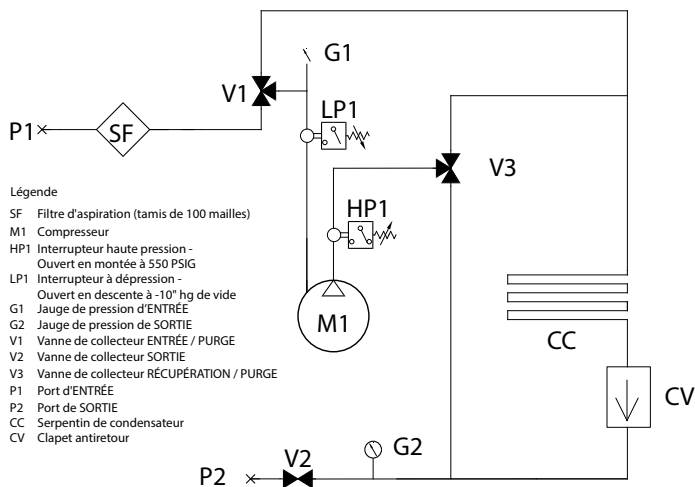 G1
V1
LP1
P1
SF
V3
HP1
M1
CC
CV
G2
V2
P2
Légende
SF Filtre d'aspiration (tamis de 100 mailles)
M1 Compresseur
HP1 Interrupteur haute pression -
Ouvert en montée à 550 PSIG
LP1 Interrupteur à dépression -
Ouvert en descente à -10" hg de vide
G1 Jauge de pression d'ENTRÉE
G2 Jauge de pression de SORTIE
V1 Vanne de collecteur ENTRÉE / PURGE
V2 Vanne de collecteur SORTIE
V3 Vanne de collecteur RÉCUPÉRATION / PURGE
P1 Port d'ENTRÉE
P2 Port de SORTIE
CC Serpentin de condensateur
CV Clapet antiretour